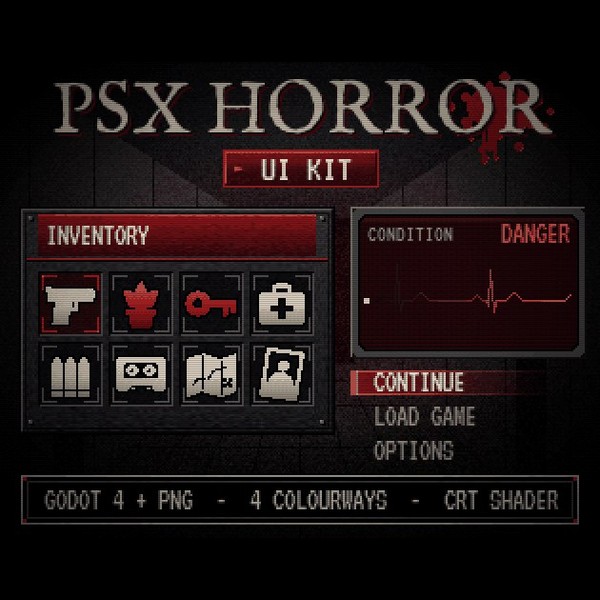 PSX HORROR
UI KIT
INVENTORY
CONDITION DANGER
CONTINUE
LOAD GAME
OPTIONS
GODOT 4 + PNG - 4 COLOURWAYS - CRT SHADER